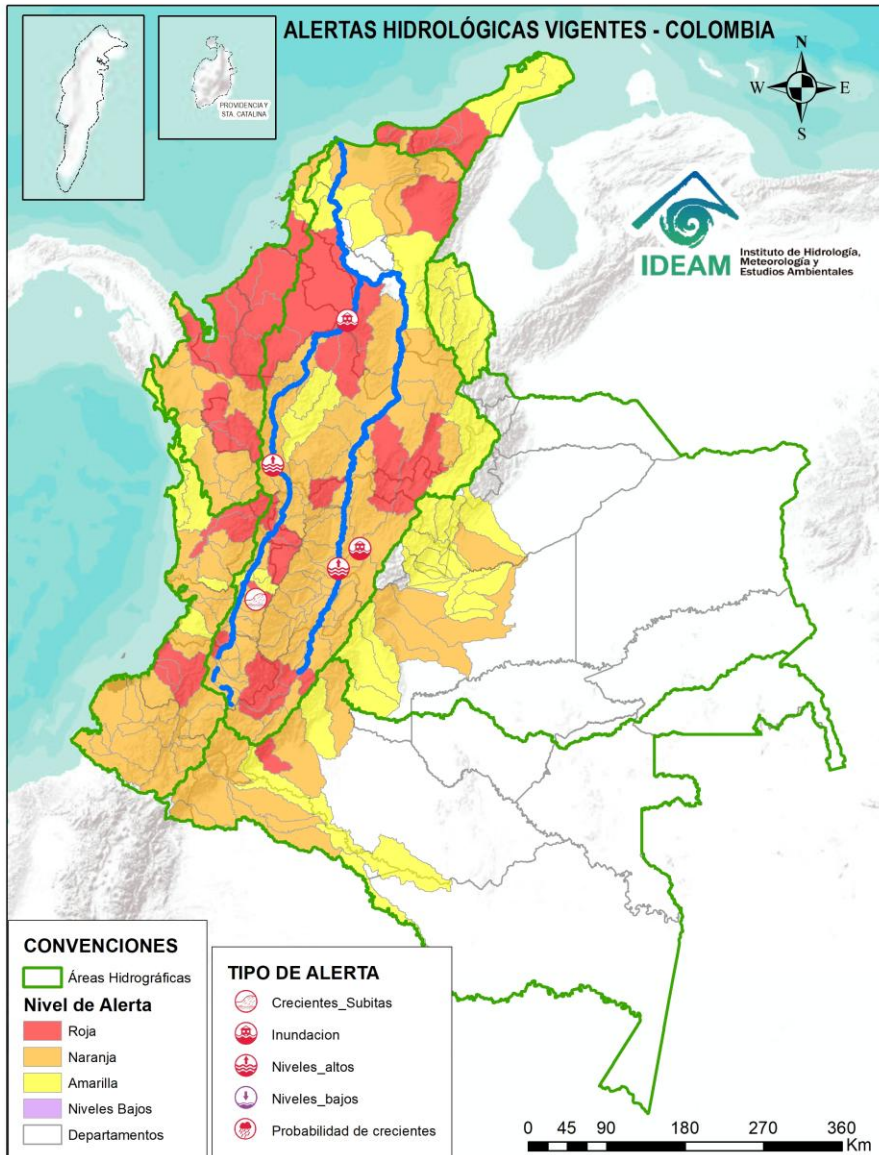 ALERTAS HIDROLÓGICAS VIGENTES - COLOMBIA
PROVIDENCIA Y
STA. CATALINA
N
W E
S
IDEAM
Instituto de Hidrología,
Meteorología y
Estudios Ambientales
CONVENCIONES
Áreas Hidrográficas
Nivel de Alerta
Roja
Naranja
Amarilla
Niveles Bajos
Departamentos
TIPO DE ALERTA
Crecientes_Subitas
Inundacion
Niveles_altos
Niveles_bajos
Probabilidad de crecientes
0 45 90 180 270 360
Km